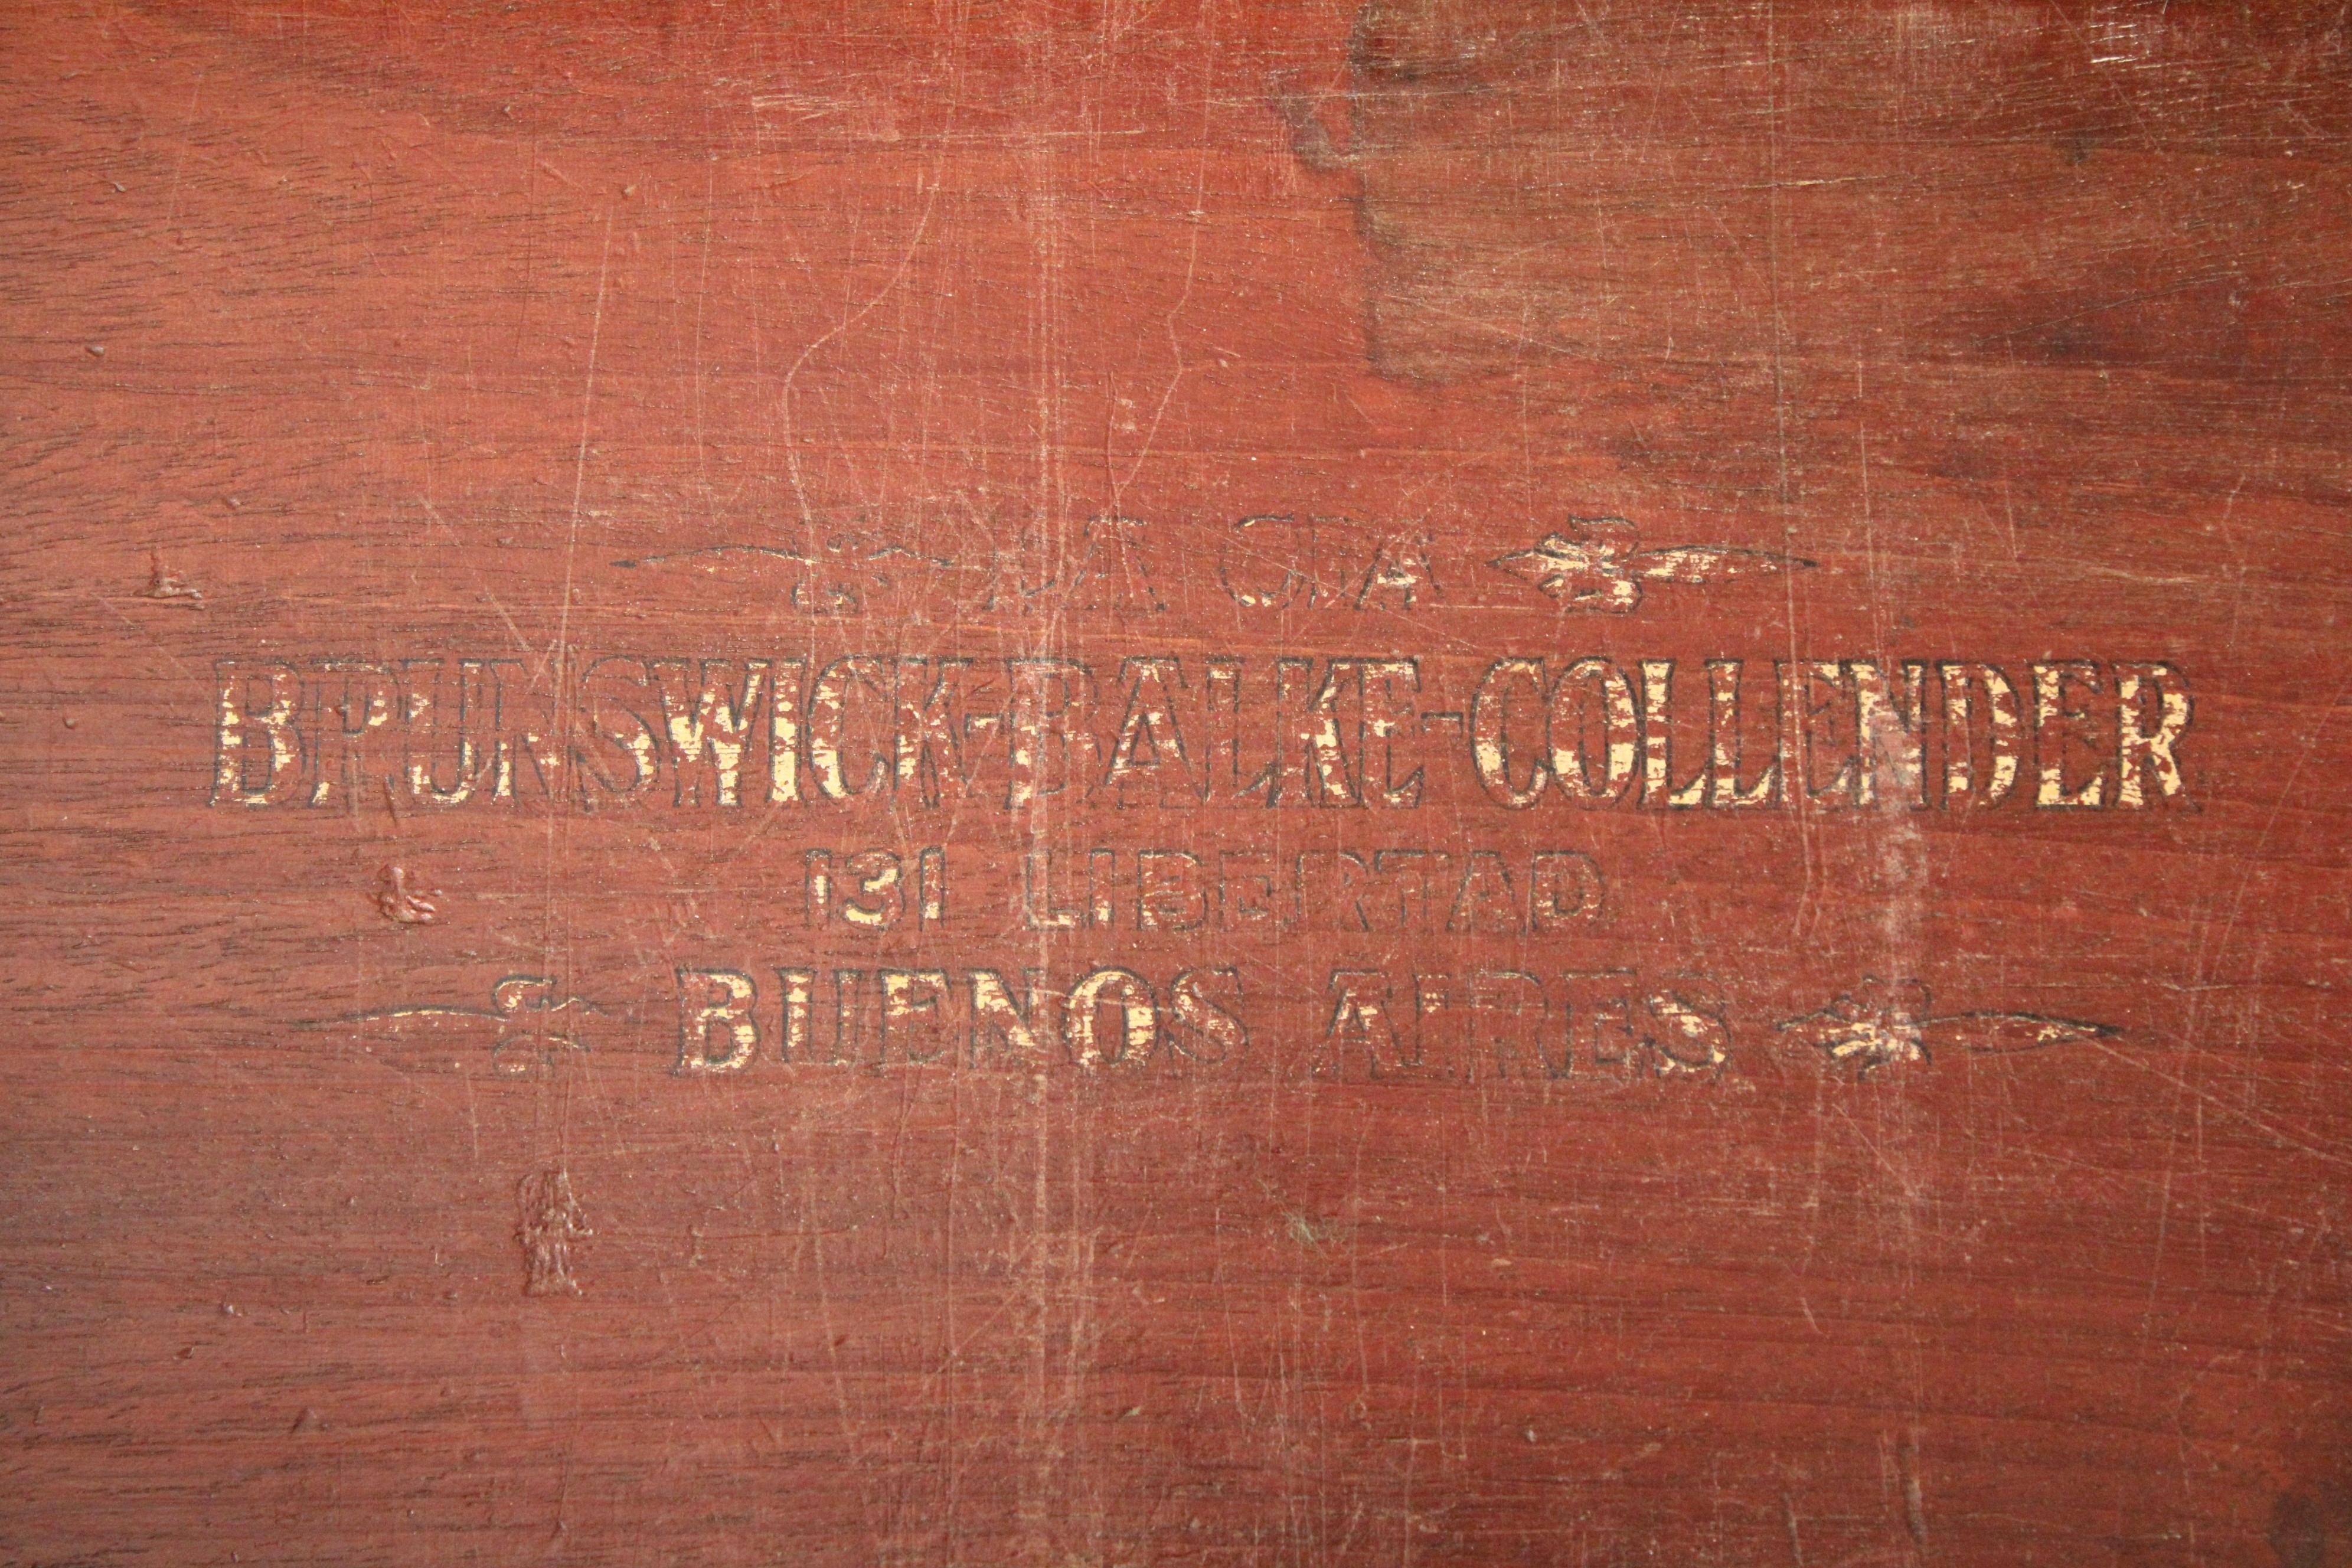 LA CIA
BRUNSWICK-BALKE-COLLENDER
131 LIBERTAD
BUENOS AIRES